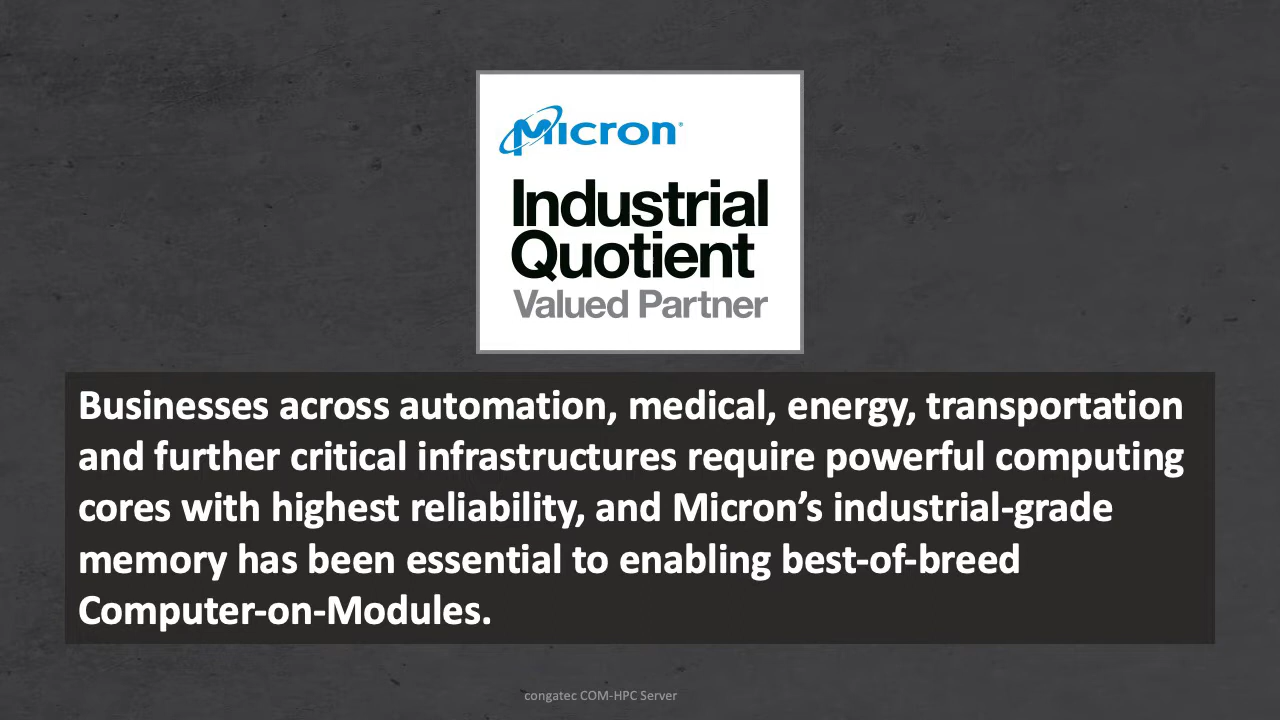 Micron
Industrial
Quotient
Valued Partner
Businesses across automation, medical, energy, transportation
and further critical infrastructures require powerful computing
cores with highest reliability, and Micron’s industrial-grade
memory has been essential to enabling best-of-breed
Computer-on-Modules.
congatec COM-HPC Server